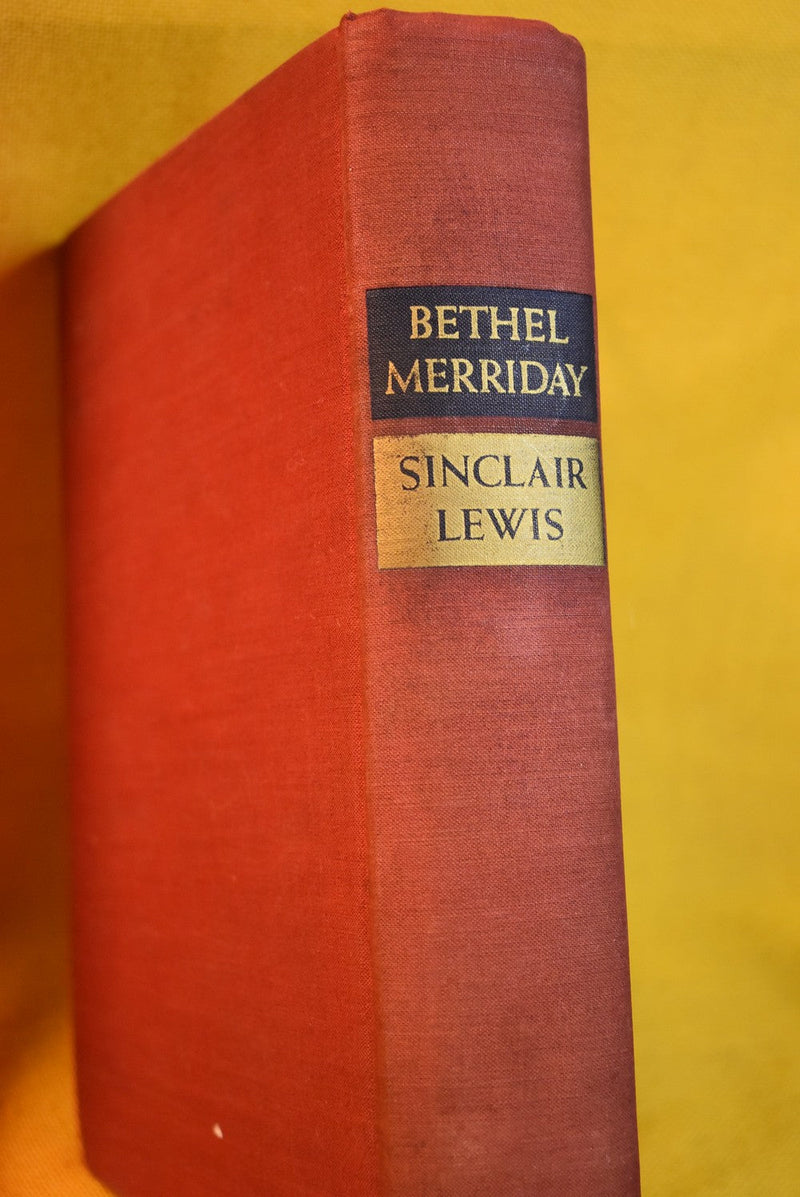 BETHEL
MERRIDAY
SINCLAIR
LEWIS